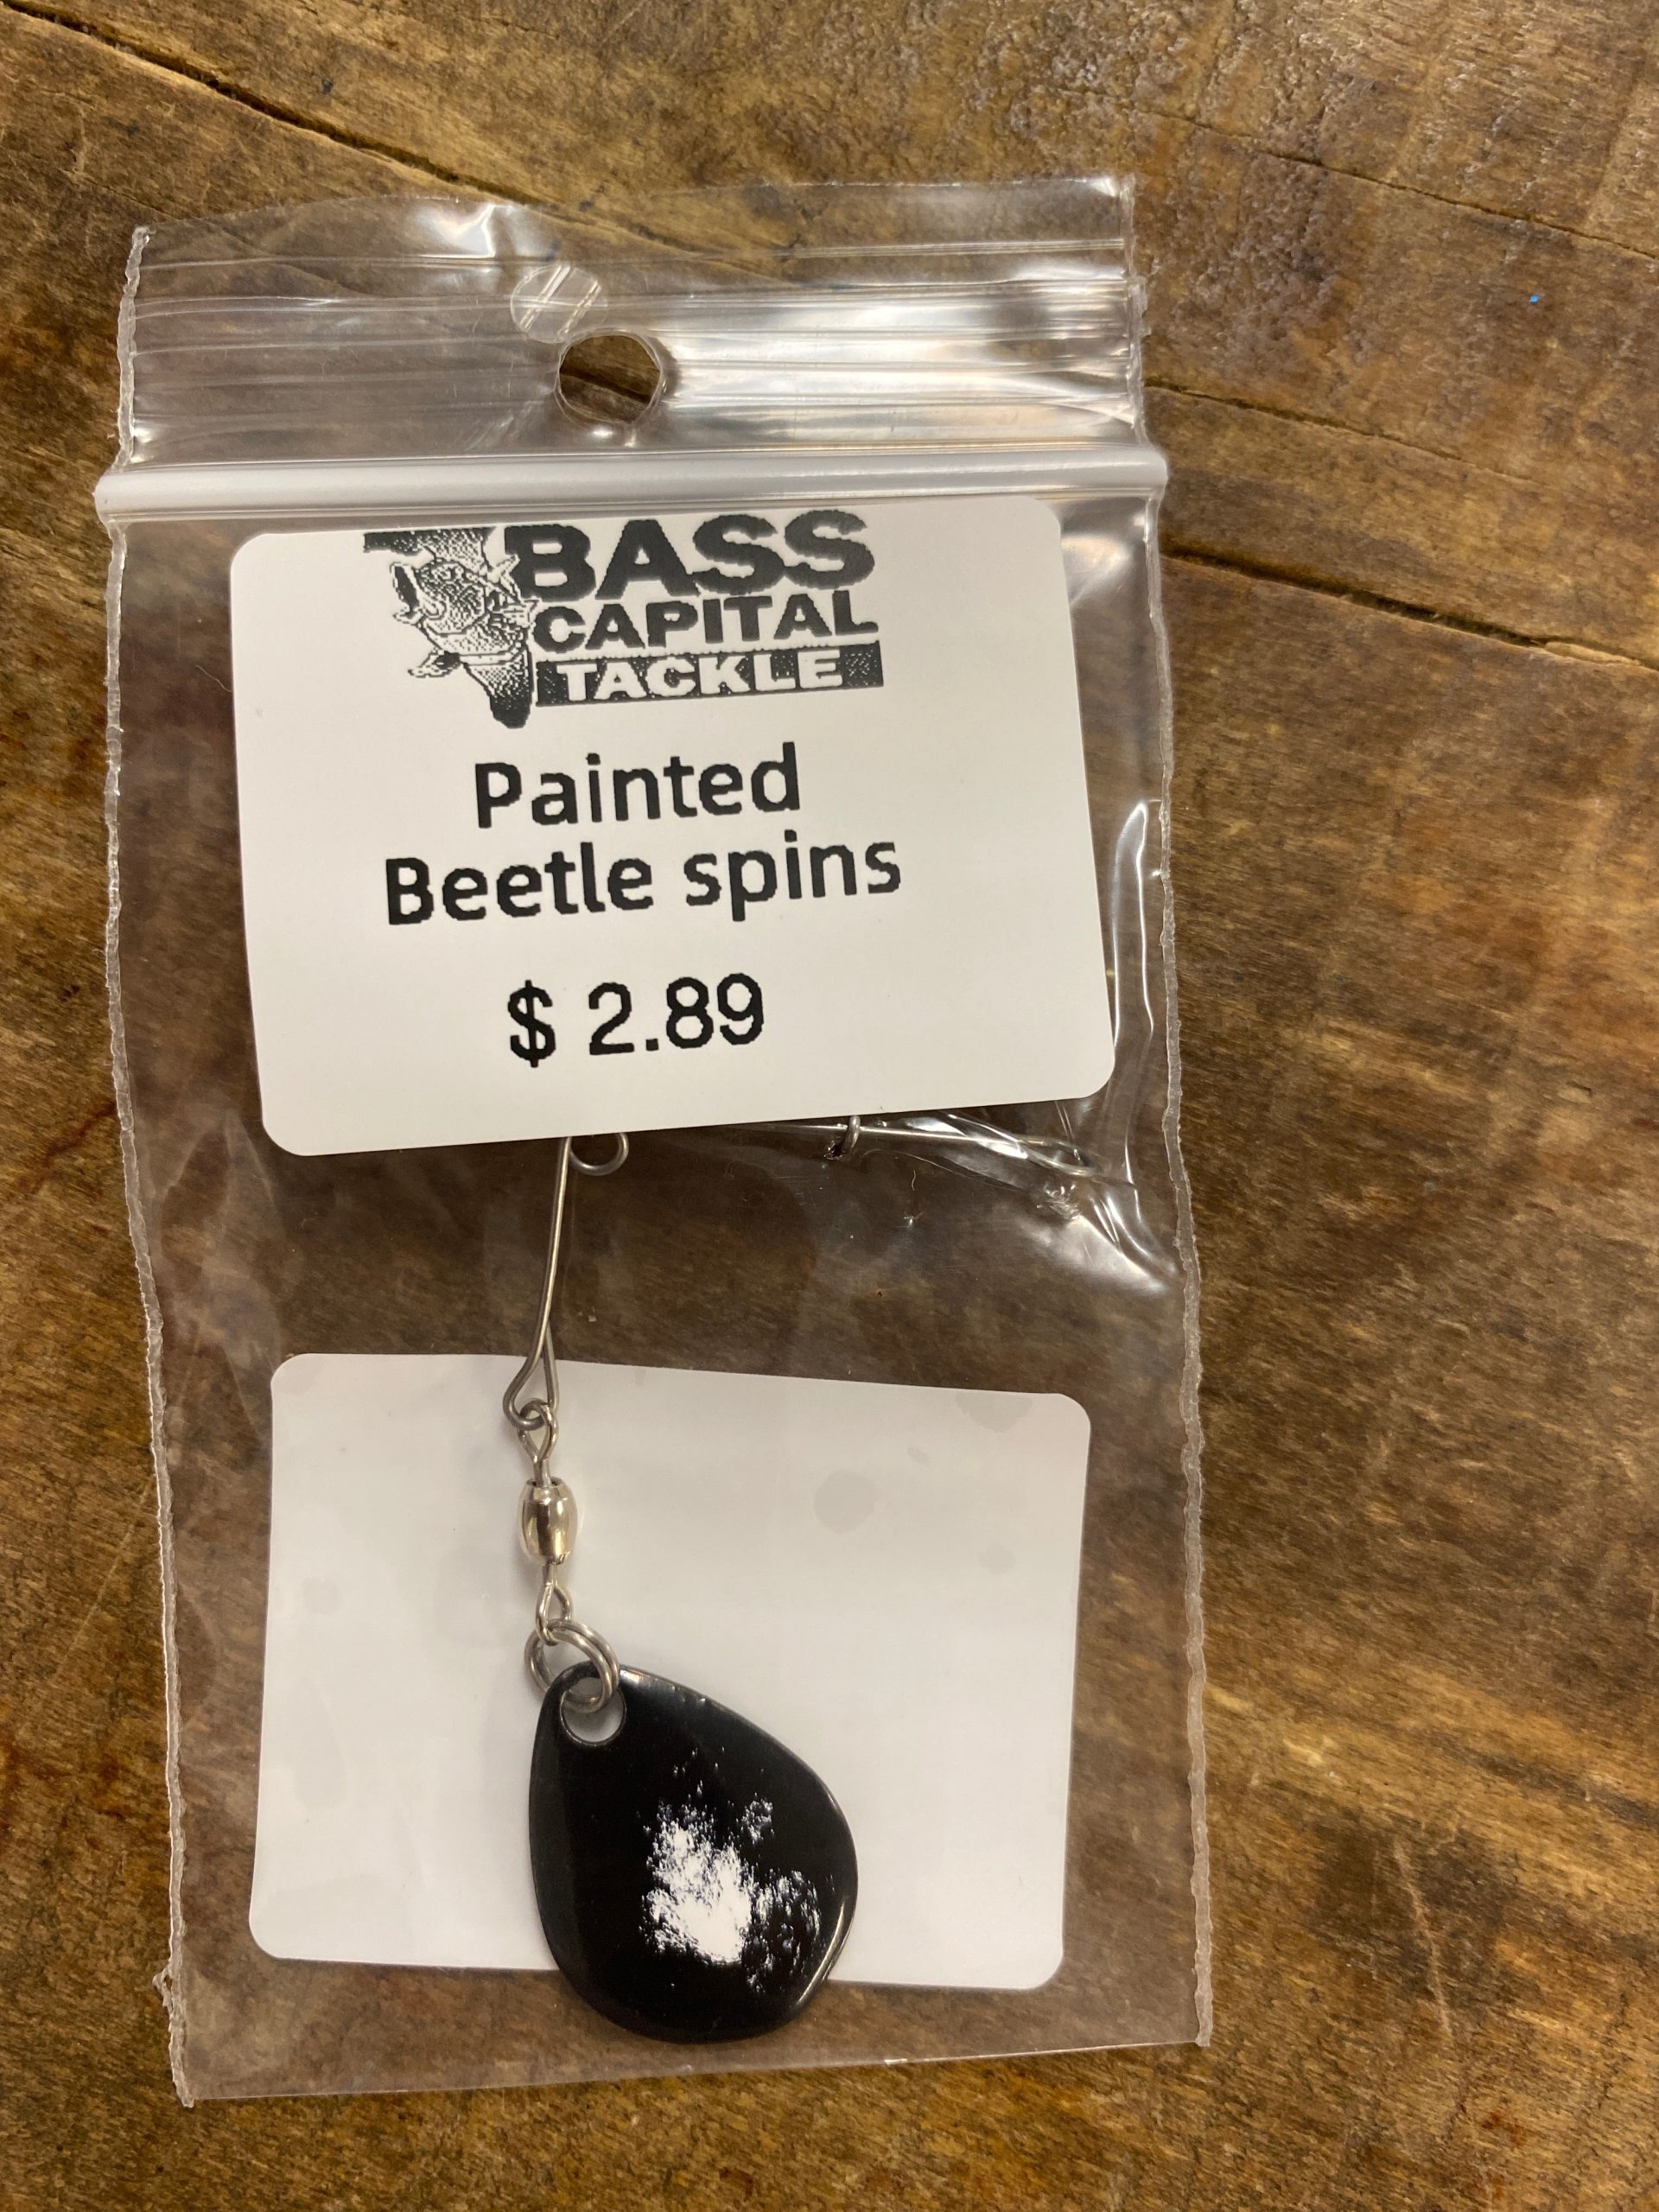 BASS
CAPITAL
TACKLE
Painted
Beetle spins
$ 2.89